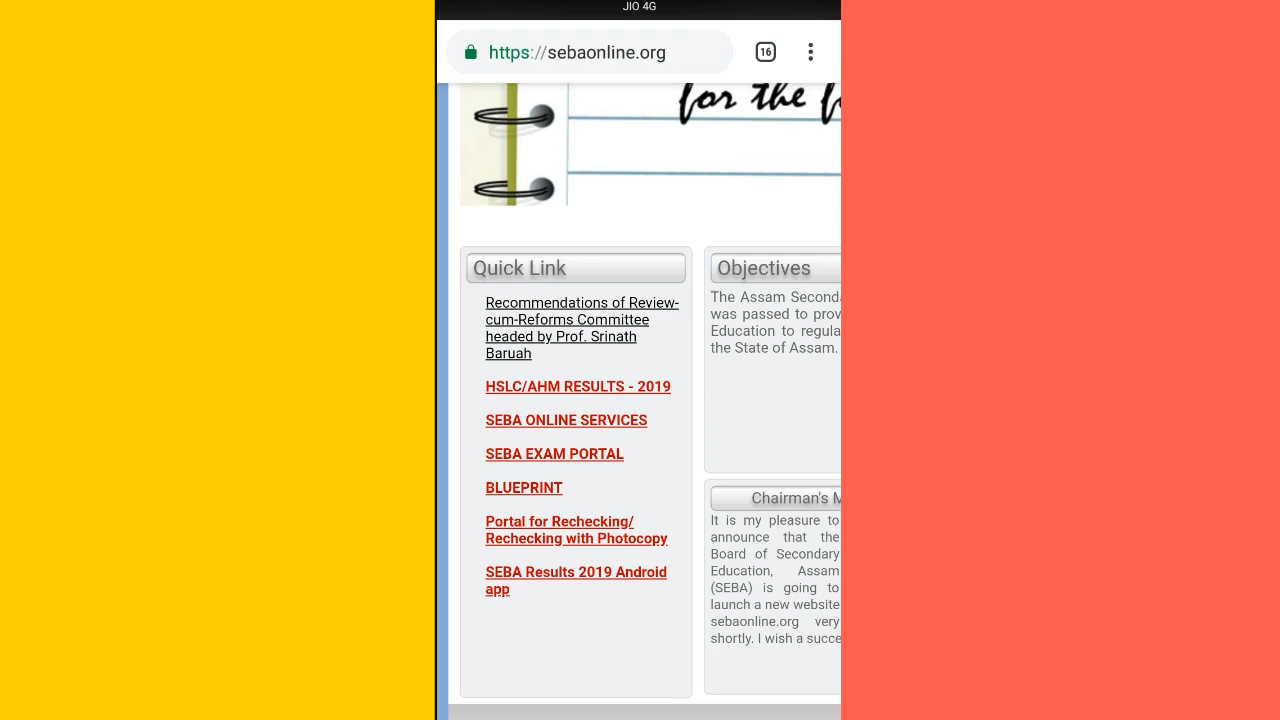 JIO 4G
https://sebaonline.org
16
for the f
Quick Link
Recommendations of Review-
cum-Reforms Committee
headed by Prof. Srinath
Baruah
HSLC/AHM RESULTS - 2019
SEBA ONLINE SERVICES
SEBA EXAM PORTAL
BLUEPRINT
Portal for Rechecking/
Rechecking with Photocopy
SEBA Results 2019 Android
app
Objectives
The Assam Seconda
was passed to prov
Education to regula
the State of Assam.
Chairman's M
It is my pleasure to
announce that the
Board of Secondary
Education, Assam
(SEBA) is going to
launch a new website
sebaonline.org very
shortly. I wish a succe